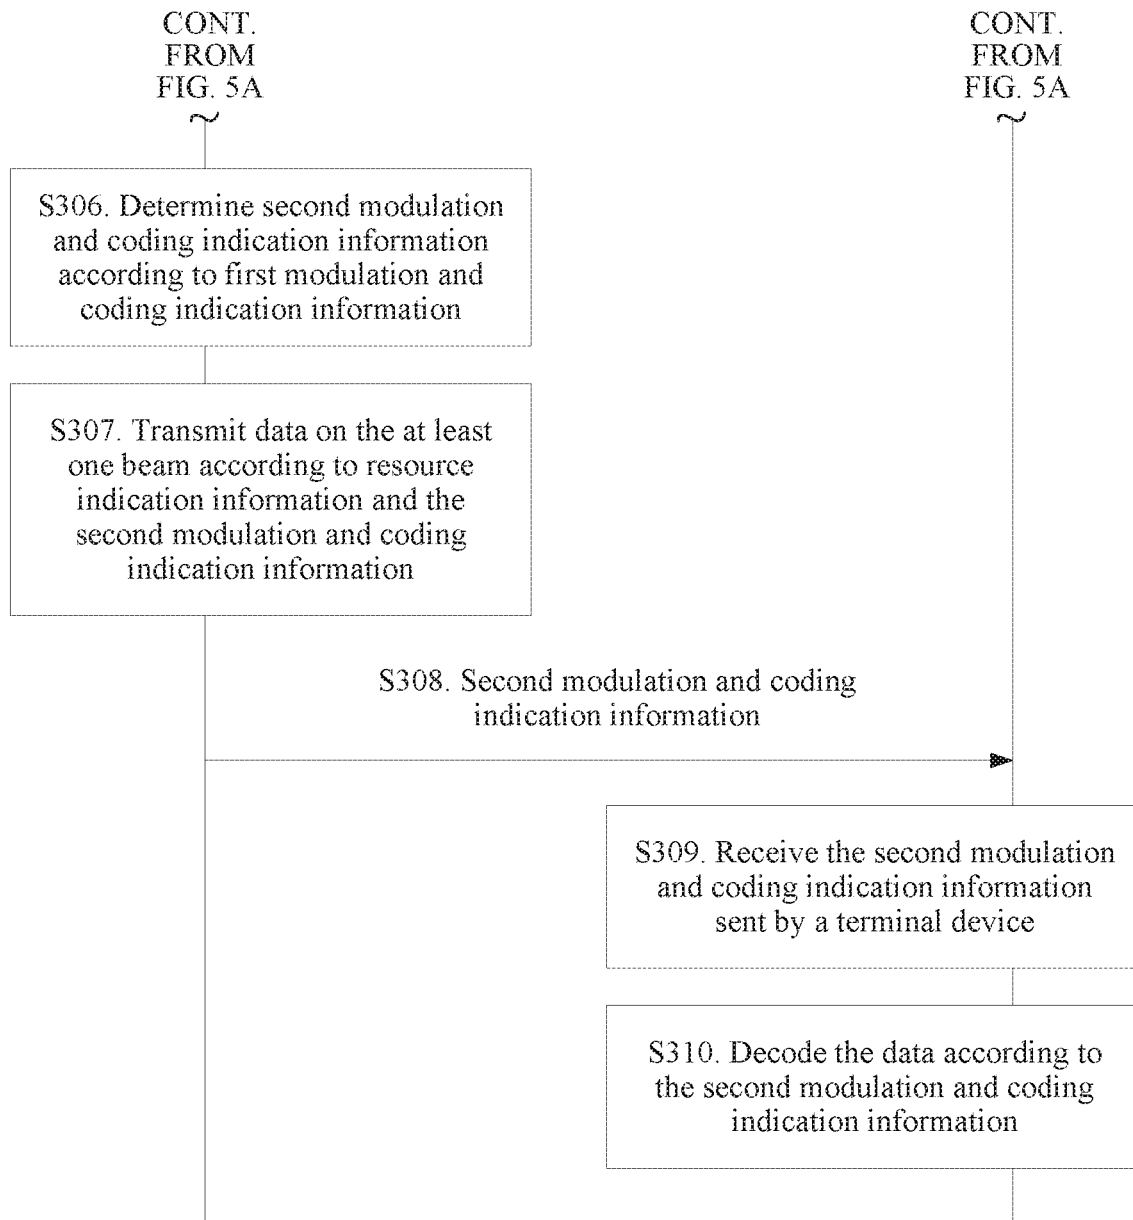 CONT.
FROM
FIG. 5A
CONT.
FROM
FIG. 5A
S306. Determine second modulation
and coding indication information
according to first modulation and
coding indication information
S307. Transmit data on the at least
one beam according to resource
indication information and the
second modulation and coding
indication information
S308. Second modulation and coding
indication information
S309. Receive the second modulation
and coding indication information
sent by a terminal device
S310. Decode the data according to
the second modulation and coding
indication information